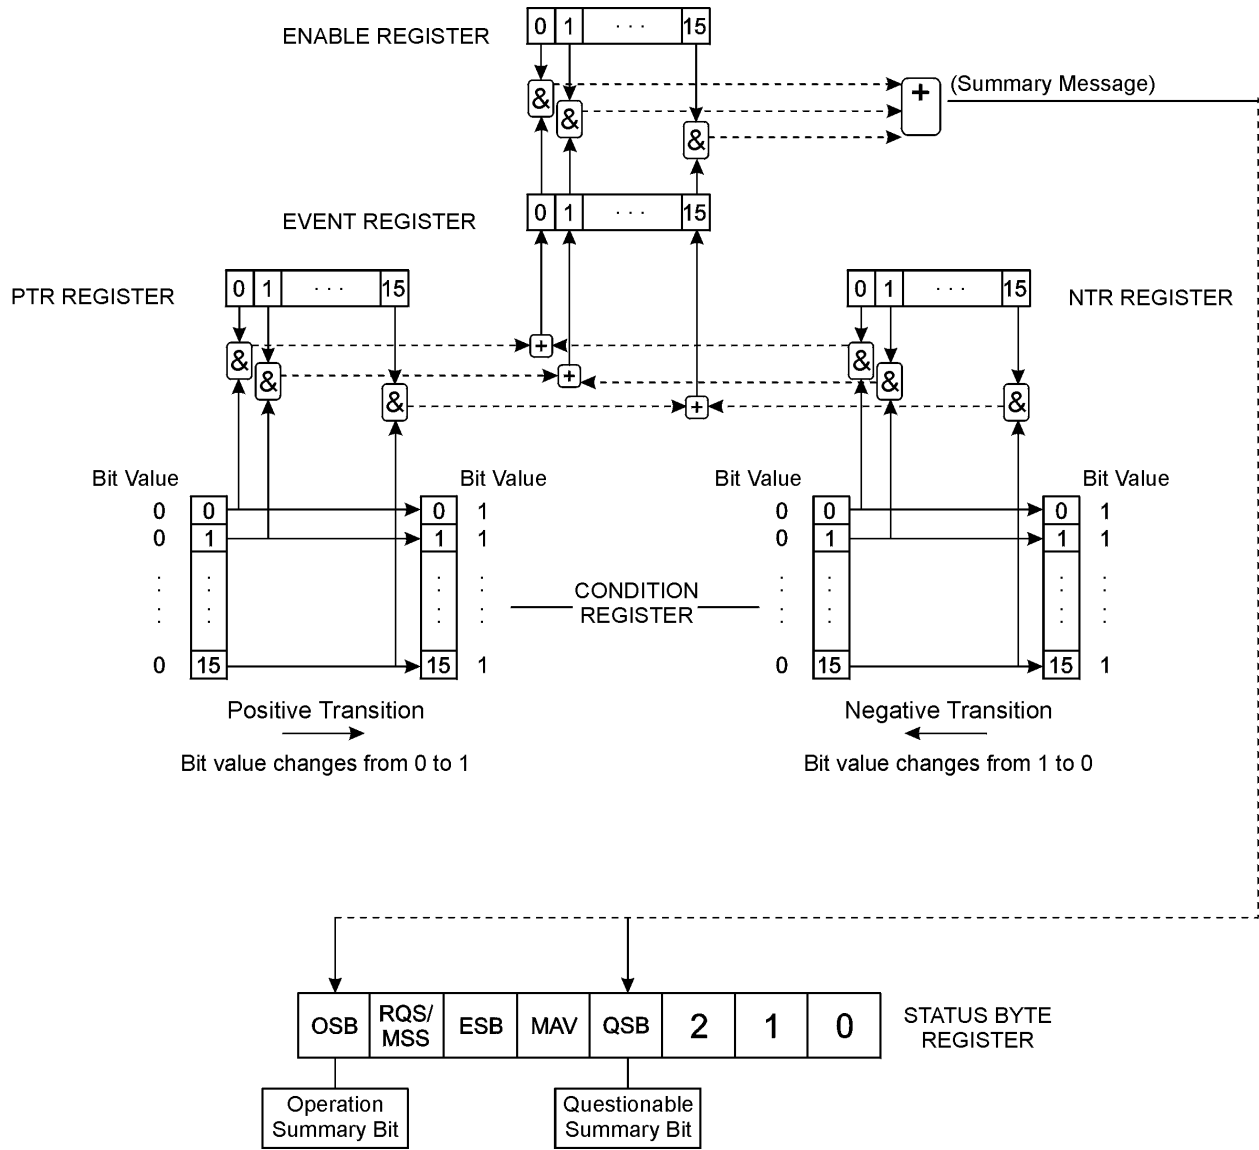 0 1 · · · 15
ENABLE REGISTER
& & &
+
(Summary Message)
EVENT REGISTER
0 1 · · · 15
PTR REGISTER
0 1 · · · 15
0 1 · · · 15
NTR REGISTER
& & &
+ + +
& & &
Bit Value
Bit Value
Bit Value
Bit Value
0 0 0 1
0 1 1 1
· · · ·
· · · ·
· · · ·
· · · ·
0 15 15 1
CONDITION
REGISTER
0 0 0 1
0 1 1 1
· · · ·
· · · ·
· · · ·
· · · ·
0 15 15 1
Positive Transition
Bit value changes from 0 to 1
Negative Transition
Bit value changes from 1 to 0
OSB RQS/ ESB MAV QSB 2 1 0
MSS
STATUS BYTE
REGISTER
Operation
Summary Bit
Questionable
Summary Bit